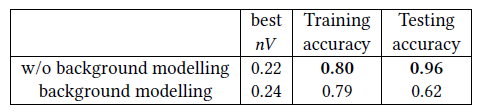 best Training Testing
nV accuracy accuracy
w/o background modelling 0.22 0.80 0.96
background modelling 0.24 0.79 0.62